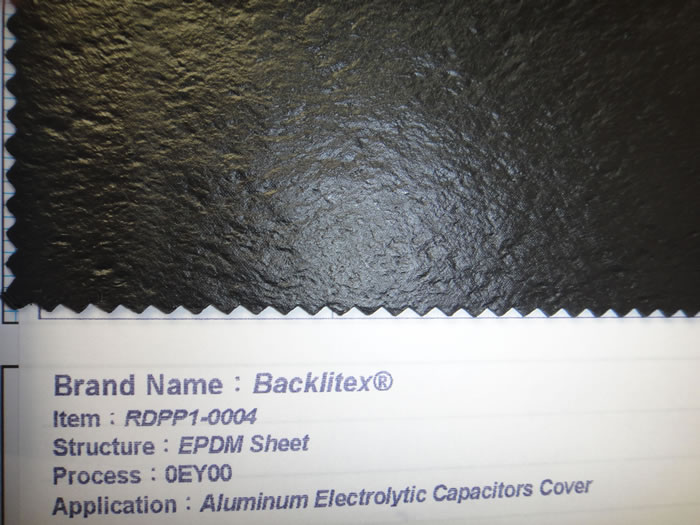 Brand Name : Backlitex®
Item : RDPP1-0004
Structure : EPDM Sheet
Process : 0EY00
Application : Aluminum Electrolytic Capacitors Cover